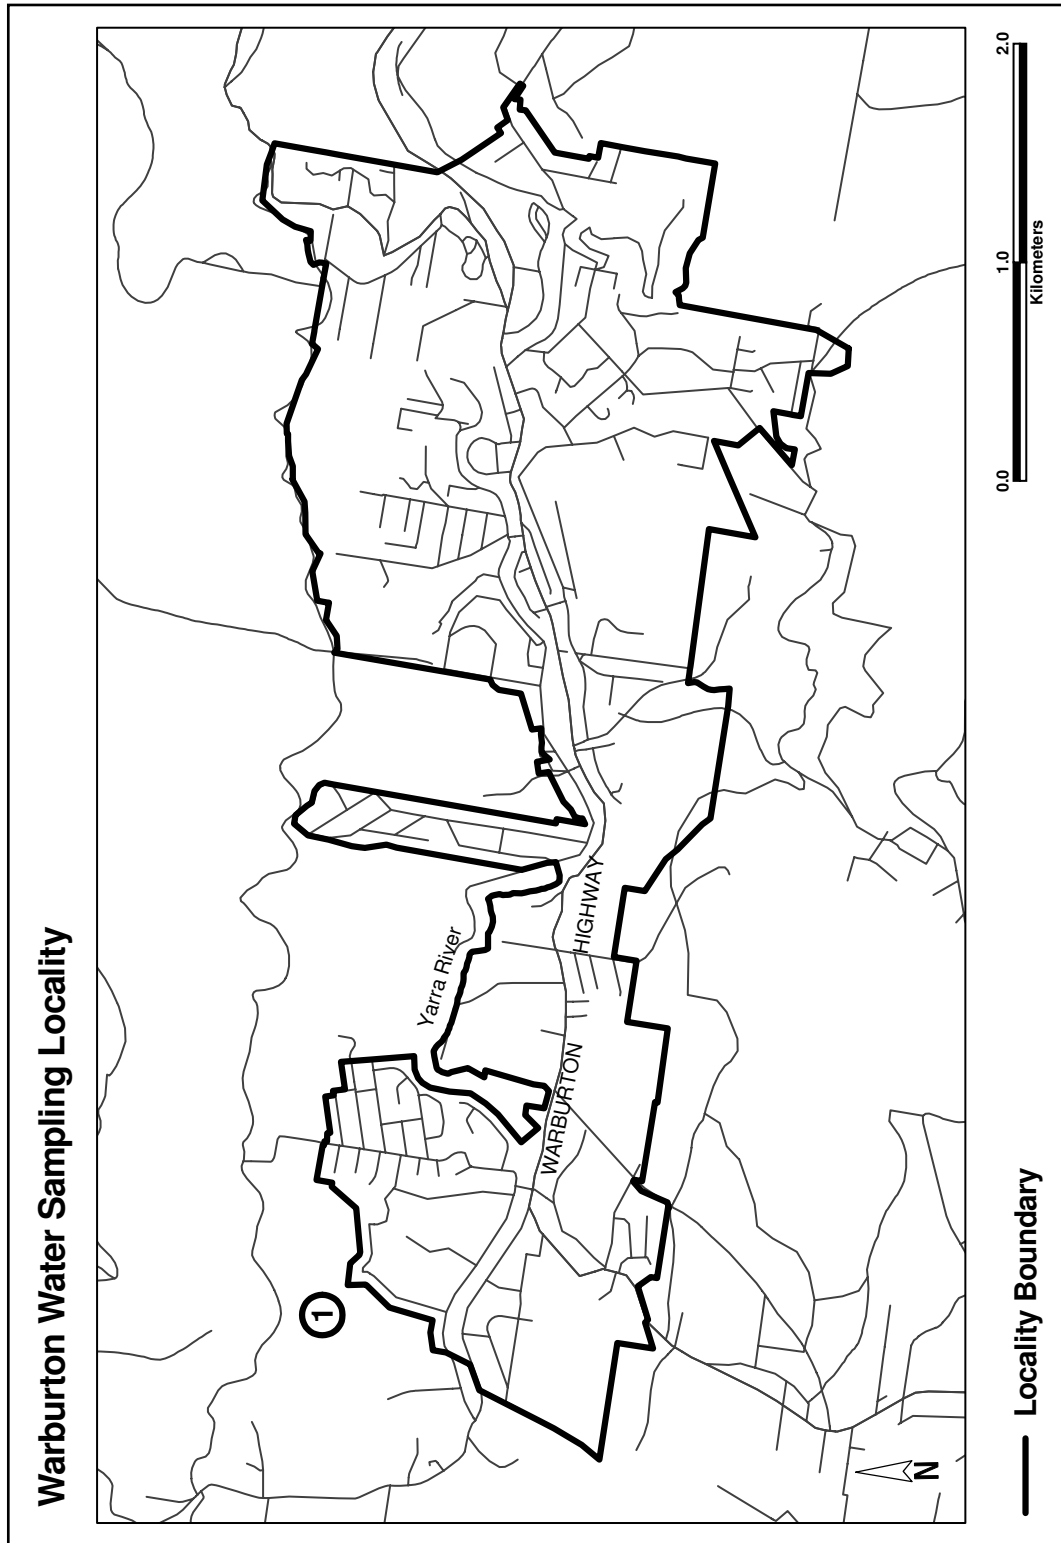 Warburton Water Sampling Locality
1
Yarra River
WARBURTON HIGHWAY
N
Locality Boundary
0.0 1.0 2.0
Kilometers